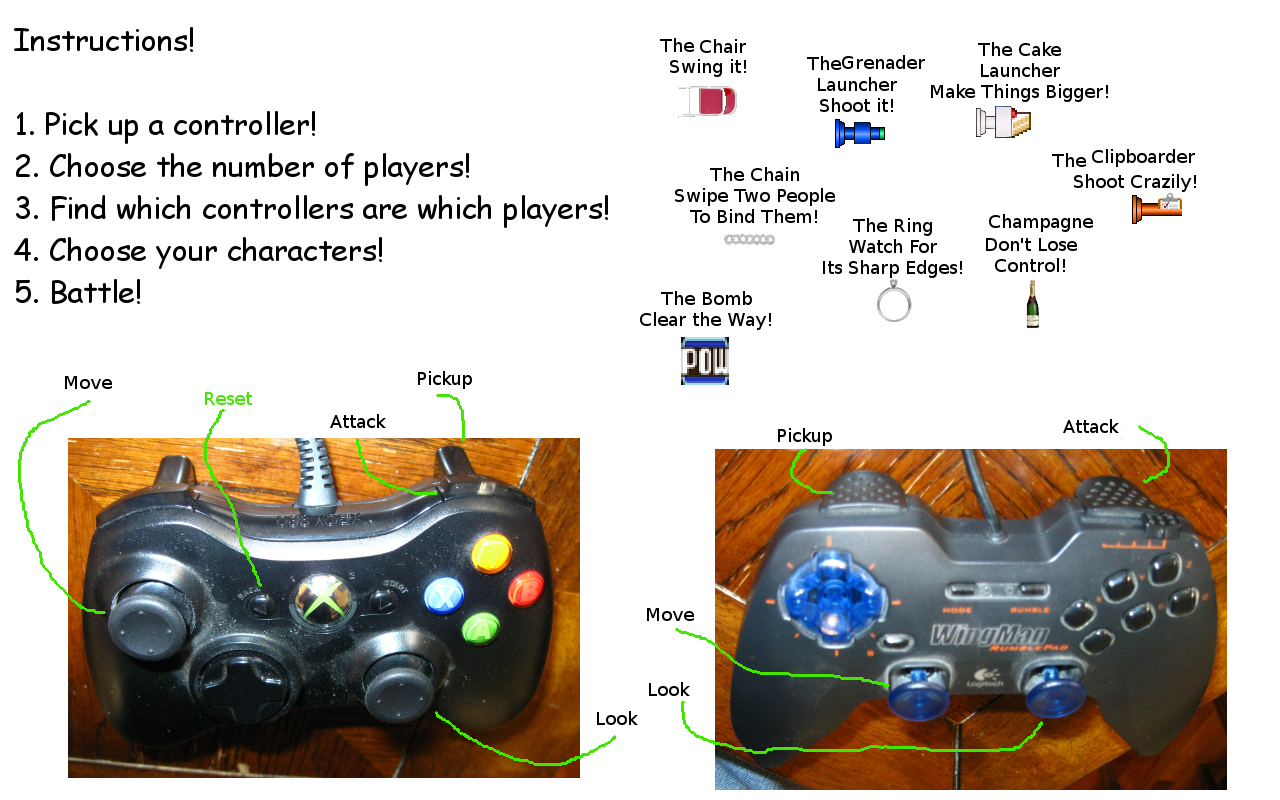 Instructions!
1. Pick up a controller!
2. Choose the number of players!
3. Find which controllers are which players!
4. Choose your characters!
5. Battle!
The Chair
Swing it!
TheGrenader
Launcher
Shoot it!
The Cake
Launcher
Make Things Bigger!
The Clipboarder
Shoot Crazily!
The Chain
Swipe Two People
To Bind Them!
The Ring
Watch For
Its Sharp Edges!
Champagne
Don't Lose
Control!
The Bomb
Clear the Way!
POW
Move
Reset
Attack
Pickup
Look
START
X
B
A
Pickup
Attack
Move
Look
MODE
RUMBLE
WingMan
RUMBLEPAD
Logitech